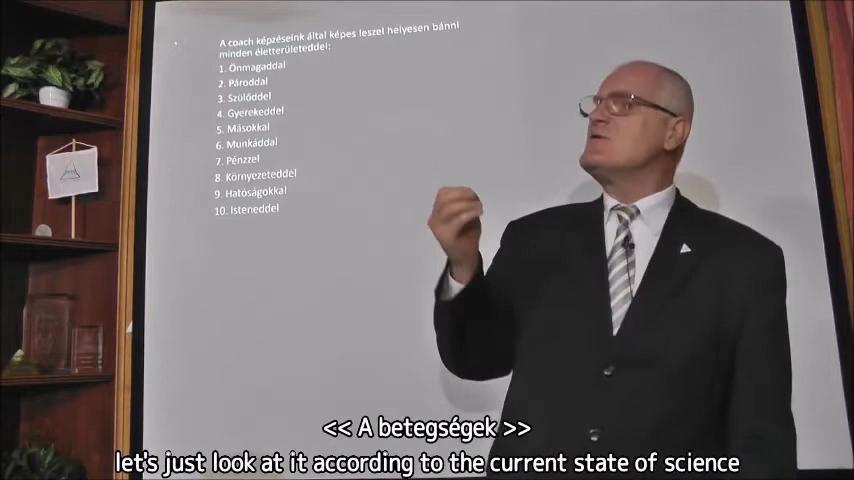 A coach képzéseink által képes leszel helyesen bánni
minden életterületeddel:
1. Önmagaddal
2. Pároddal
3. Szülőddel
4. Gyerekeddel
5. Másokkal
6. Munkáddal
7. Pénzzel
8. Környezeteddel
9. Hatóságokkal
10. Isteneddel
<< A betegségek >>
let's just look at it according to the current state of science